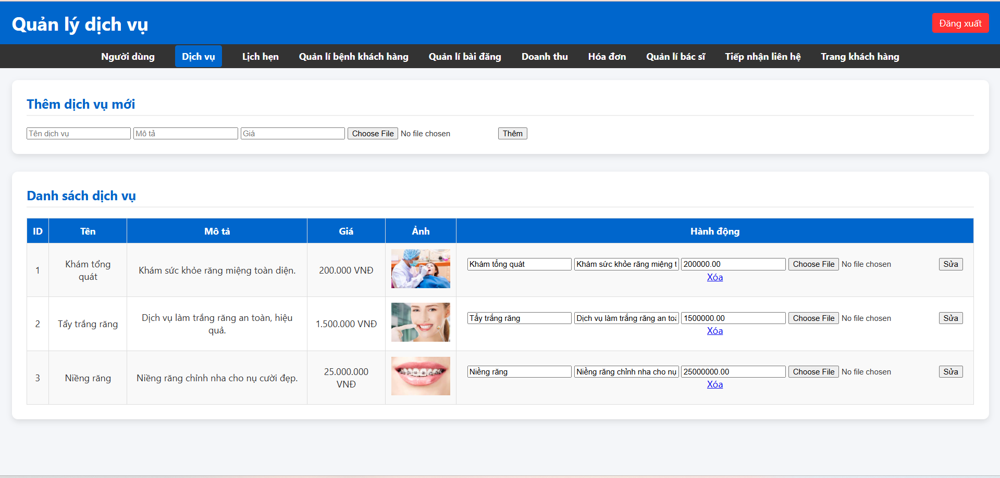 Quản lý dịch vụ
Đăng xuất
Người dùng Dịch vụ Lịch hẹn Quản lí bệnh khách hàng Quản lí bài đăng Doanh thu Hóa đơn Quản lí bác sĩ Tiếp nhận liên hệ Trang khách hàng
Thêm dịch vụ mới
Tên dịch vụ Mô tả Giá Choose File No file chosen Thêm
Danh sách dịch vụ
ID Tên Mô tả Giá Ảnh Hành động
1 Khám tổng quát Khám sức khỏe răng miệng toàn diện. 200.000 VNĐ Khám tổng quát Khám sức khỏe răng miệng t 200000.00 Choose File No file chosen Sửa
Xóa
2 Tẩy trắng răng Dịch vụ làm trắng răng an toàn, hiệu quả. 1.500.000 VNĐ Tẩy trắng răng Dịch vụ làm trắng răng an toà 1500000.00 Choose File No file chosen Sửa
Xóa
3 Niềng răng Niềng răng chỉnh nha cho nụ cười đẹp. 25.000.000 VNĐ Niềng răng Niềng răng chỉnh nha cho nụ 25000000.00 Choose File No file chosen Sửa
Xóa